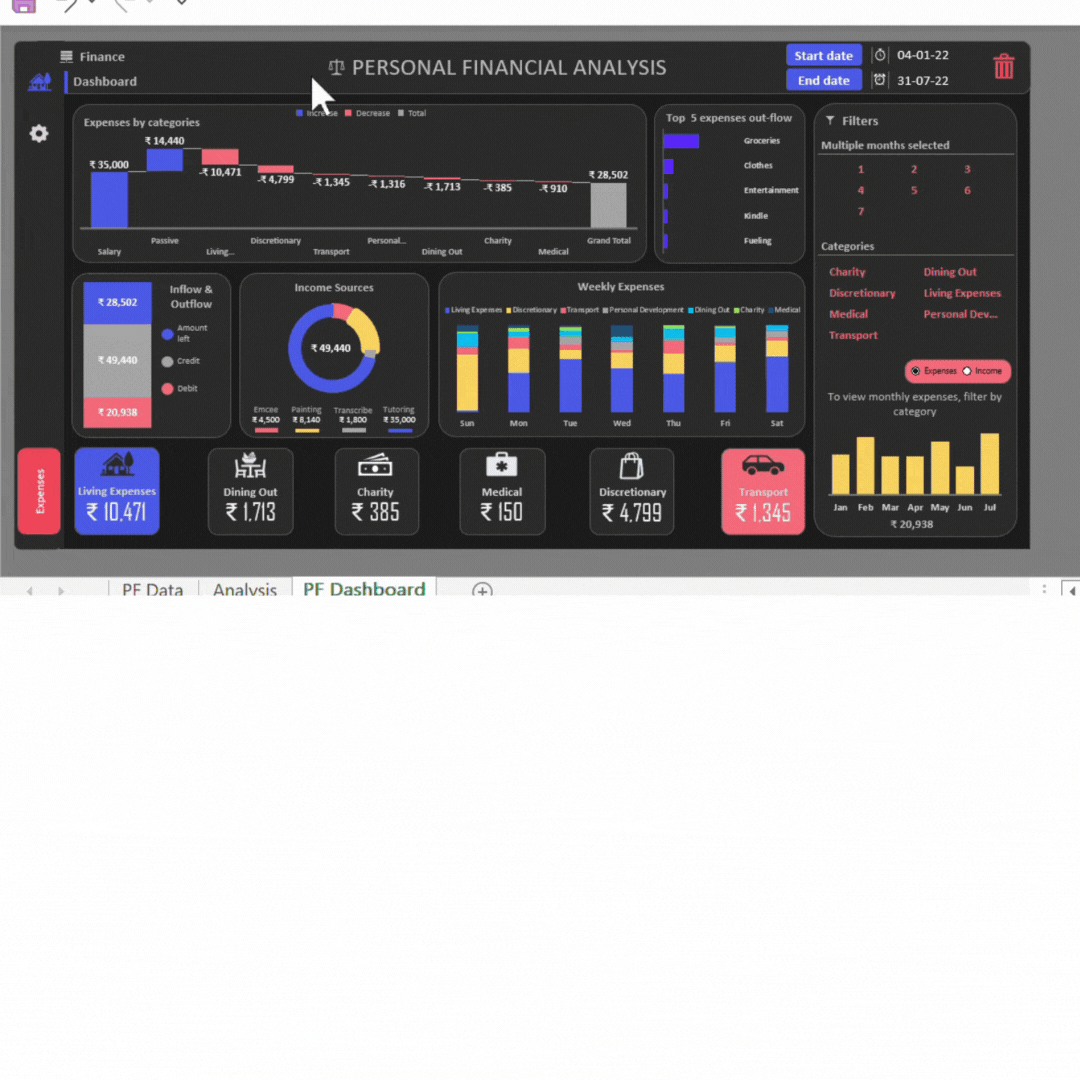 Finance
Dashboard
PERSONAL FINANCIAL ANALYSIS
Start date 04-01-22
End date 31-07-22
Expenses by categories
Increase Decrease Total
₹ 35,000
₹ 14,440
-₹ 10,471
-₹ 4,799
-₹ 1,345
-₹ 1,316
-₹ 1,713
-₹ 385
-₹ 910
₹ 28,502
Passive Discretionary Personal... Charity Grand Total
Salary Living... Transport Dining Out Medical
Top 5 expenses out-flow
Groceries
Clothes
Entertainment
Kindle
Fueling
Filters
Multiple months selected
1 2 3
4 5 6
7
Categories
Charity Dining Out
Discretionary Living Expenses
Medical Personal Dev...
Transport
Expenses Income
To view monthly expenses, filter by
category
Jan Feb Mar Apr May Jun Jul
₹ 20,938
Inflow &
Outflow
₹ 28,502
₹ 49,440
₹ 20,938
Amount
left
Credit
Debit
Income Sources
₹ 49,440
Emcee Painting Transcribe Tutoring
₹ 4,500 ₹ 8,140 ₹ 1,800 ₹ 35,000
Weekly Expenses
Living Expenses Discretionary Transport Personal Development Dining Out Charity Medical
Sun Mon Tue Wed Thu Fri Sat
Expenses
Living Expenses
₹ 10,471
Dining Out
₹ 1,713
Charity
₹ 385
Medical
₹ 150
Discretionary
₹ 4,799
Transport
₹ 1,345
PF Data Analysis PF Dashboard